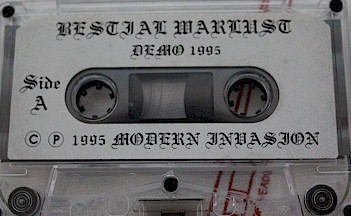 BESTIAL WARLUST
DEMO 1995
Side
A
Ⓒ Ⓟ 1995 MODERN INVASION